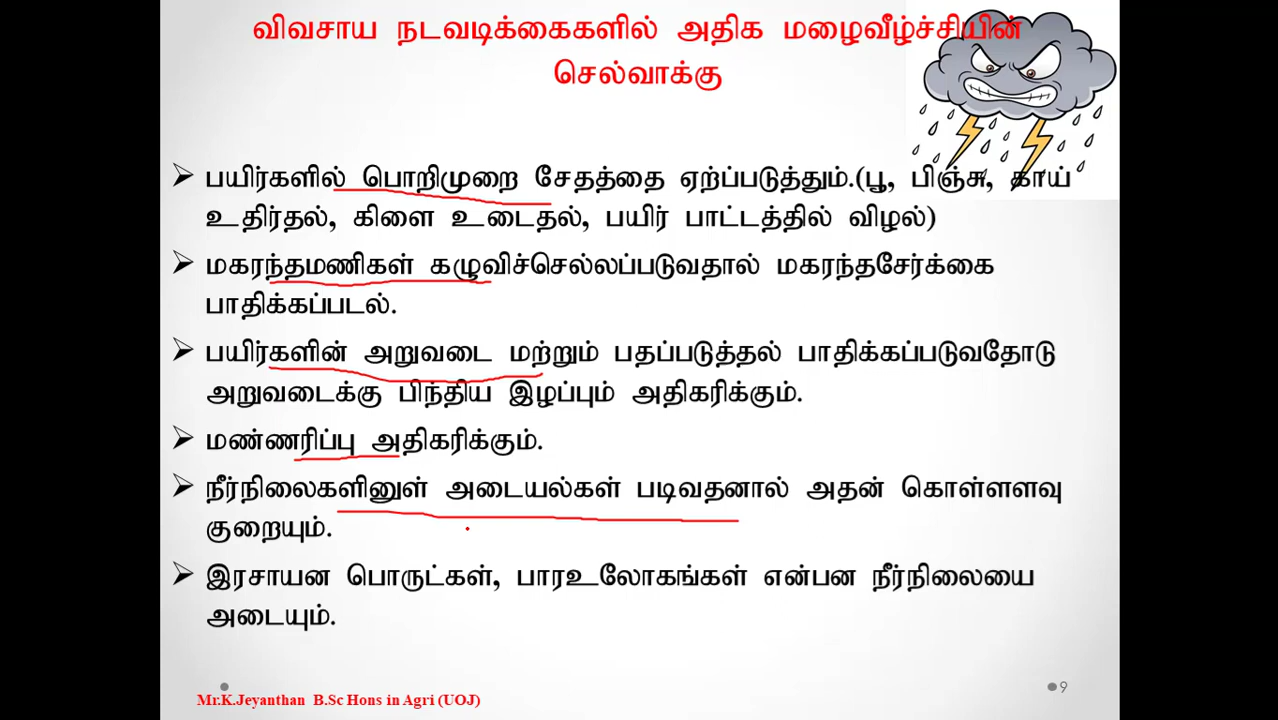 விவசாய நடவடிக்கைகளில் அதிக மழைவீழ்ச்சியின்
செல்வாக்கு
➢ பயிர்களில் பொறிமுறை சேதத்தை ஏற்ப்படுத்தும்.(பூ, பிஞ்சு, காய்
உதிர்தல், கிளை உடைதல், பயிர் பாட்டத்தில் விழல்)
➢ மகரந்தமணிகள் கழுவிச்செல்லப்படுவதால் மகரந்தசேர்க்கை
பாதிக்கப்படல்.
➢ பயிர்களின் அறுவடை மற்றும் பதப்படுத்தல் பாதிக்கப்படுவதோடு
அறுவடைக்கு பிந்திய இழப்பும் அதிகரிக்கும்.
➢ மண்ணரிப்பு அதிகரிக்கும்.
➢ நீர்நிலைகளினுள் அடையல்கள் படிவதனால் அதன் கொள்ளளவு
குறையும்.
➢ இரசாயன பொருட்கள், பாரஉலோகங்கள் என்பன நீர்நிலையை
அடையும்.
Mr.K.Jeyanthan B.Sc Hons in Agri (UOJ)
9